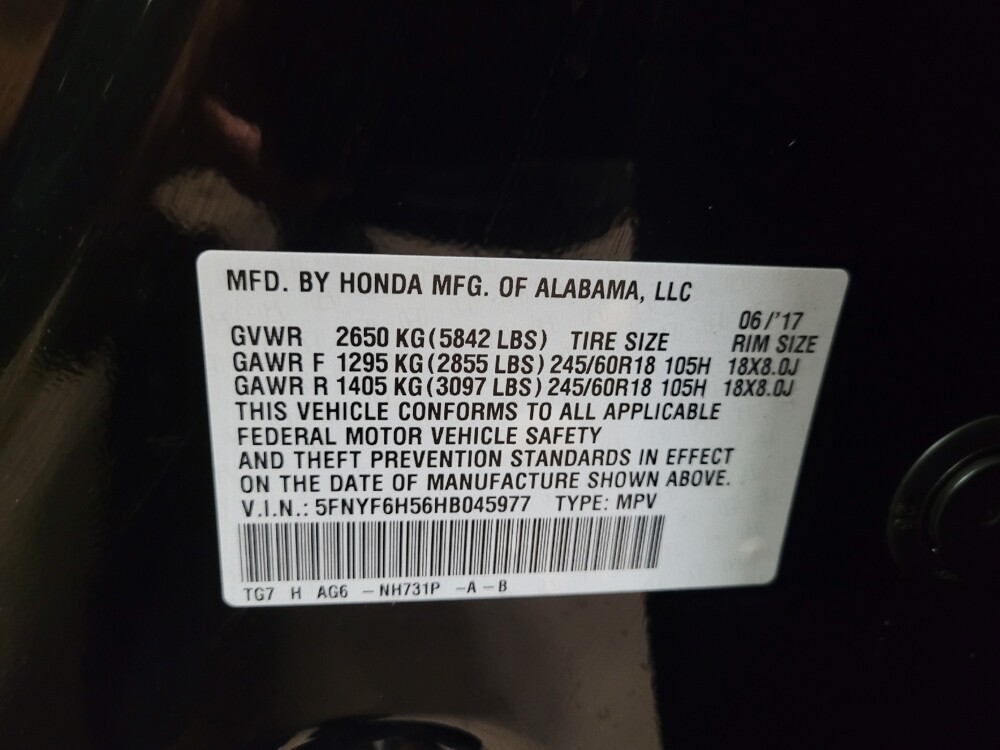 MFD. BY HONDA MFG. OF ALABAMA, LLC
06/'17
GVWR 2650 KG (5842 LBS) TIRE SIZE RIM SIZE
GAWR F 1295 KG (2855 LBS) 245/60R18 105H 18X8.0J
GAWR R 1405 KG (3097 LBS) 245/60R18 105H 18X8.0J
THIS VEHICLE CONFORMS TO ALL APPLICABLE
FEDERAL MOTOR VEHICLE SAFETY
AND THEFT PREVENTION STANDARDS IN EFFECT
ON THE DATE OF MANUFACTURE SHOWN ABOVE.
V.I.N.: 5FNYF6H56HB045977 TYPE: MPV
TG7 H AG6 -NH731P -A-B